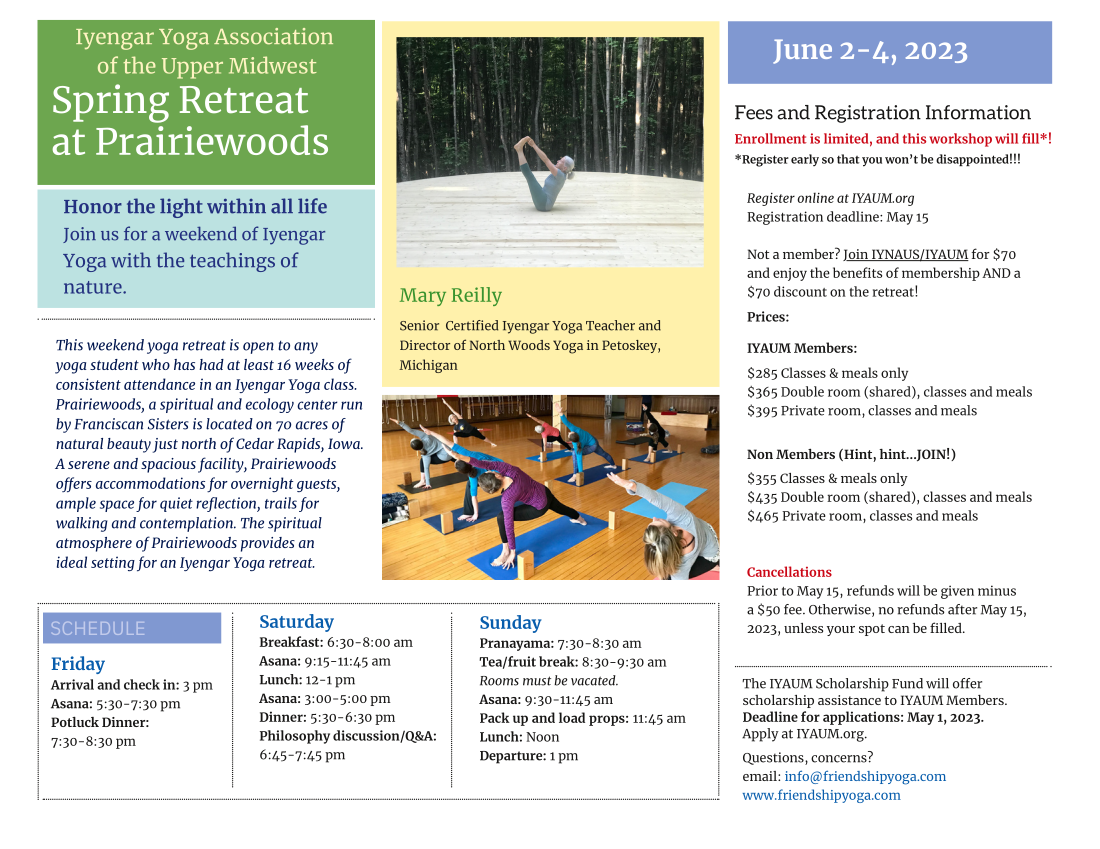 Iyengar Yoga Association
of the Upper Midwest
Spring Retreat
at Prairiewoods
Honor the light within all life
Join us for a weekend of Iyengar
Yoga with the teachings of
nature.
This weekend yoga retreat is open to any
yoga student who has had at least 16 weeks of
consistent attendance in an Iyengar Yoga class.
Prairiewoods, a spiritual and ecology center run
by Franciscan Sisters is located on 70 acres of
natural beauty just north of Cedar Rapids, Iowa.
A serene and spacious facility, Prairiewoods
offers accommodations for overnight guests,
ample space for quiet reflection, trails for
walking and contemplation. The spiritual
atmosphere of Prairiewoods provides an
ideal setting for an Iyengar Yoga retreat.
Mary Reilly
Senior Certified Iyengar Yoga Teacher and
Director of North Woods Yoga in Petoskey,
Michigan
SCHEDULE
Friday
Arrival and check in: 3 pm
Asana: 5:30-7:30 pm
Potluck Dinner:
7:30-8:30 pm
Saturday
Breakfast: 6:30-8:00 am
Asana: 9:15-11:45 am
Lunch: 12-1 pm
Asana: 3:00-5:00 pm
Dinner: 5:30-6:30 pm
Philosophy discussion/Q&A:
6:45-7:45 pm
Sunday
Pranayama: 7:30-8:30 am
Tea/fruit break: 8:30-9:30 am
Rooms must be vacated.
Asana: 9:30-11:45 am
Pack up and load props: 11:45 am
Lunch: Noon
Departure: 1 pm
June 2-4, 2023
Fees and Registration Information
Enrollment is limited, and this workshop will fill*!
*Register early so that you won't be disappointed!!!
Register online at IYAUM.org
Registration deadline: May 15
Not a member? Join IYNAUS/IYAUM for $70
and enjoy the benefits of membership AND a
$70 discount on the retreat!
Prices:
IYAUM Members:
$285 Classes & meals only
$365 Double room (shared), classes and meals
$395 Private room, classes and meals
Non Members (Hint, hint...JOIN!)
$355 Classes & meals only
$435 Double room (shared), classes and meals
$465 Private room, classes and meals
Cancellations
Prior to May 15, refunds will be given minus
a $50 fee. Otherwise, no refunds after May 15,
2023, unless your spot can be filled.
The IYAUM Scholarship Fund will offer
scholarship assistance to IYAUM Members.
Deadline for applications: May 1, 2023.
Apply at IYAUM.org.
Questions, concerns?
email: info@friendshipyoga.com
www.friendshipyoga.com